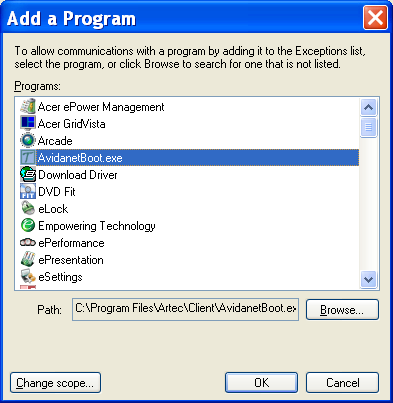 Add a Program
To allow communications with a program by adding it to the Exceptions list,
select the program, or click Browse to search for one that is not listed.
Programs:
Acer ePower Management
Acer GridVista
Arcade
AvidanetBoot.exe
Download Driver
DVD Fit
eLock
Empowering Technology
ePerformance
ePresentation
eSettings
Path: C:\Program Files\Artec\Client\AvidanetBoot.ex Browse...
Change scope... OK Cancel